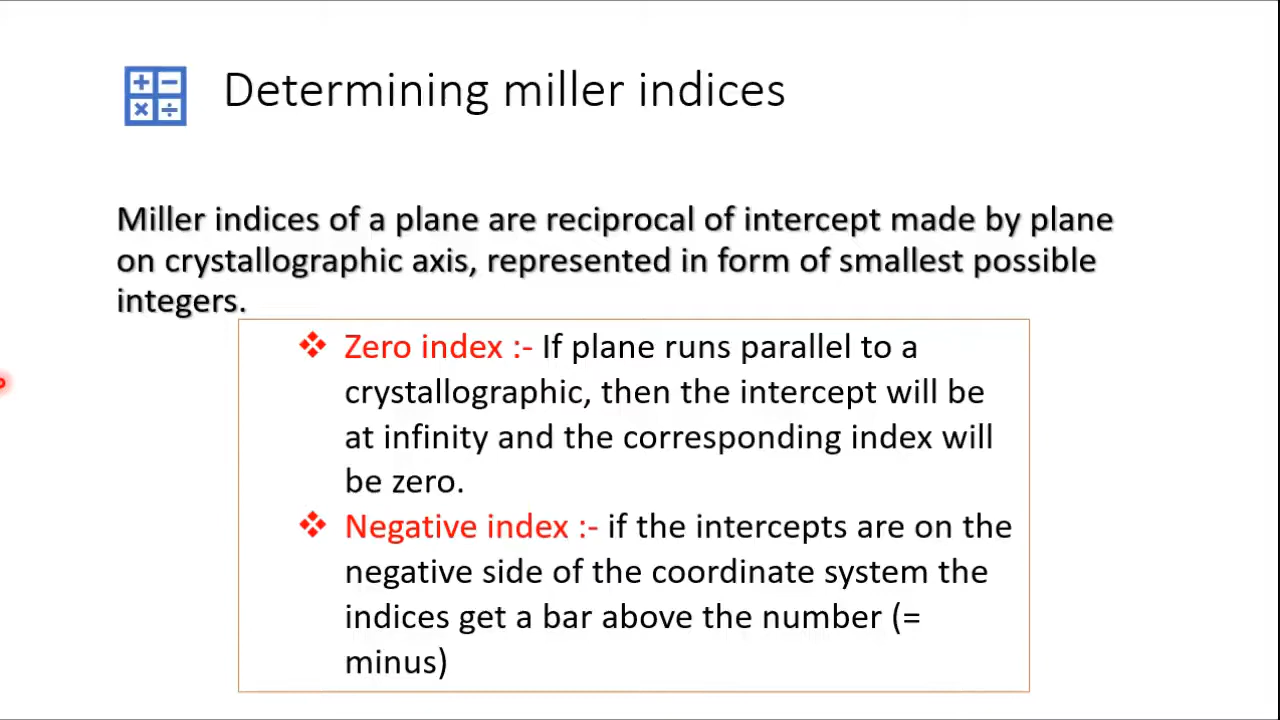 Determining miller indices
Miller indices of a plane are reciprocal of intercept made by plane
on crystallographic axis, represented in form of smallest possible
integers.
❖ Zero index :- If plane runs parallel to a
crystallographic, then the intercept will be
at infinity and the corresponding index will
be zero.
❖ Negative index :- if the intercepts are on the
negative side of the coordinate system the
indices get a bar above the number (=
minus)